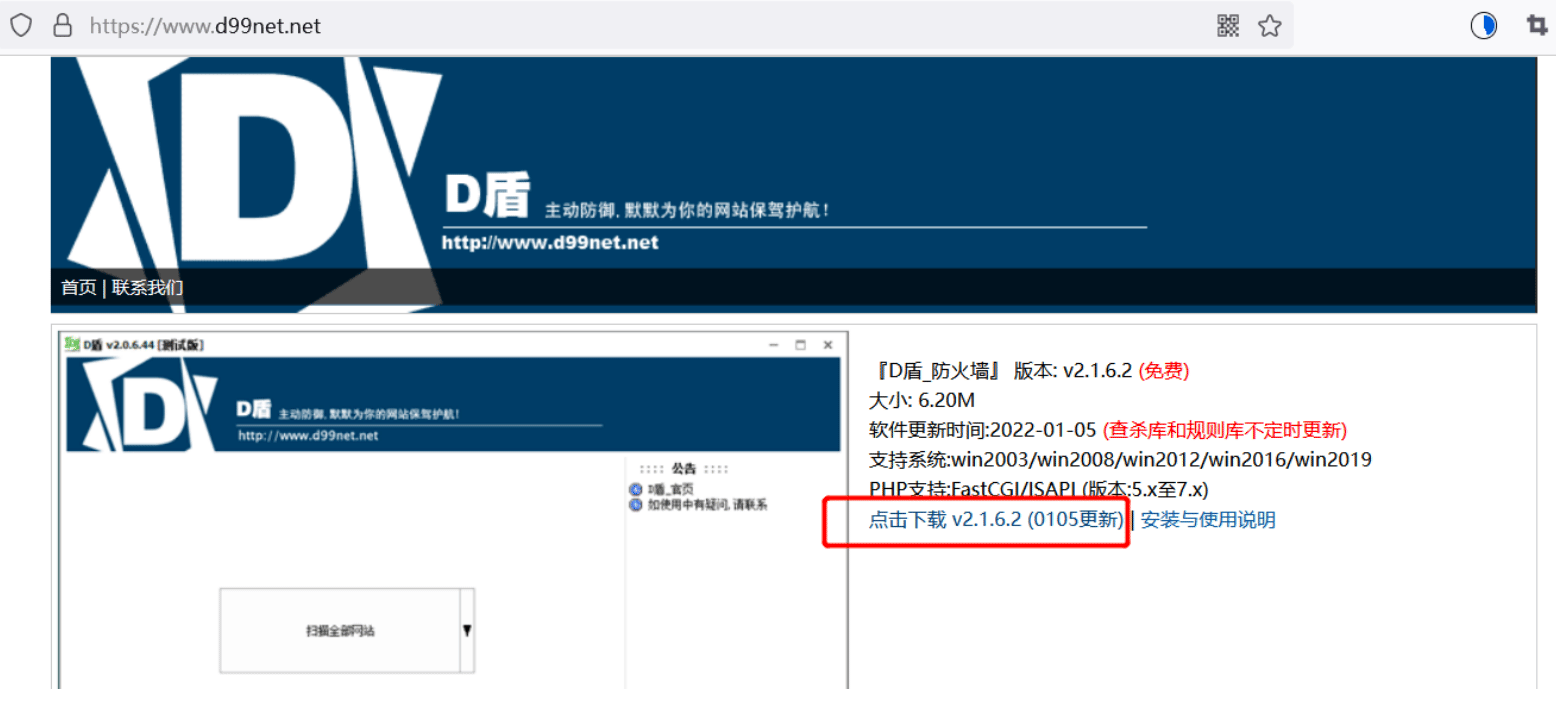 https://www.d99net.net
D盾 主动防御,默默为你的网站保驾护航!
http://www.d99net.net
首页 | 联系我们
D盾 v2.0.6.44 [测试版]
D盾 主动防御,默默为你的网站保驾护航!
http://www.d99net.net
:::: 公告 ::::
D盾_官页
如使用中有疑问,请联系
扫描全部网站
『D盾_防火墙』 版本: v2.1.6.2 (免费)
大小: 6.20M
软件更新时间:2022-01-05 (查杀库和规则库不定时更新)
支持系统:win2003/win2008/win2012/win2016/win2019
PHP支持:FastCGI/ISAPI (版本:5.x至7.x)
点击下载 v2.1.6.2 (0105更新) | 安装与使用说明